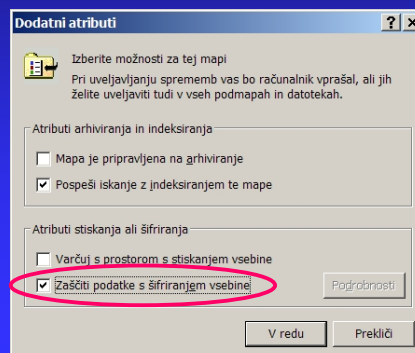 Dodatni atributi
Izberite možnosti za tej mapi
Pri uveljavljanju sprememb vas bo računalnik vprašal, ali jih
želite uveljaviti tudi v vseh podmapah in datotekah.
Atributi arhiviranja in indeksiranja
Mapa je pripravljena na arhiviranje
Pospeši iskanje z indeksiranjem te mape
Atributi stiskanja ali šifriranja
Varčuj s prostorom s stiskanjem vsebine
Zaščiti podatke s šifriranjem vsebine
Podrobnosti
V redu
Prekliči